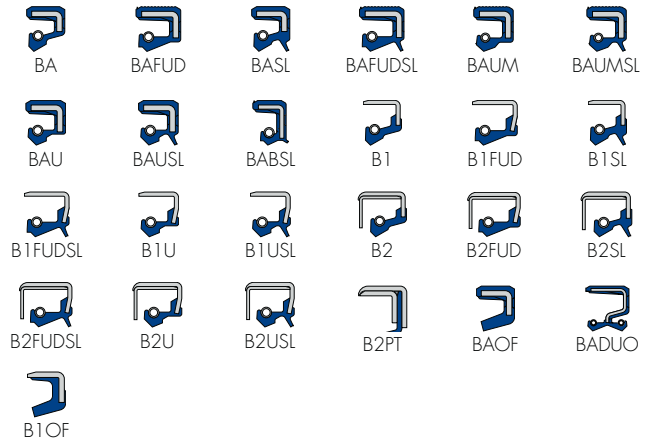 BA BAFUD BASL BAFUDSL BAUM BAUMSL
BAU BAUSL BABSL B1 B1FUD B1SL
B1FUDSL B1U B1USL B2 B2FUD B2SL
B2FUDSL B2U B2USL B2PT BAOF BADUO
B1OF